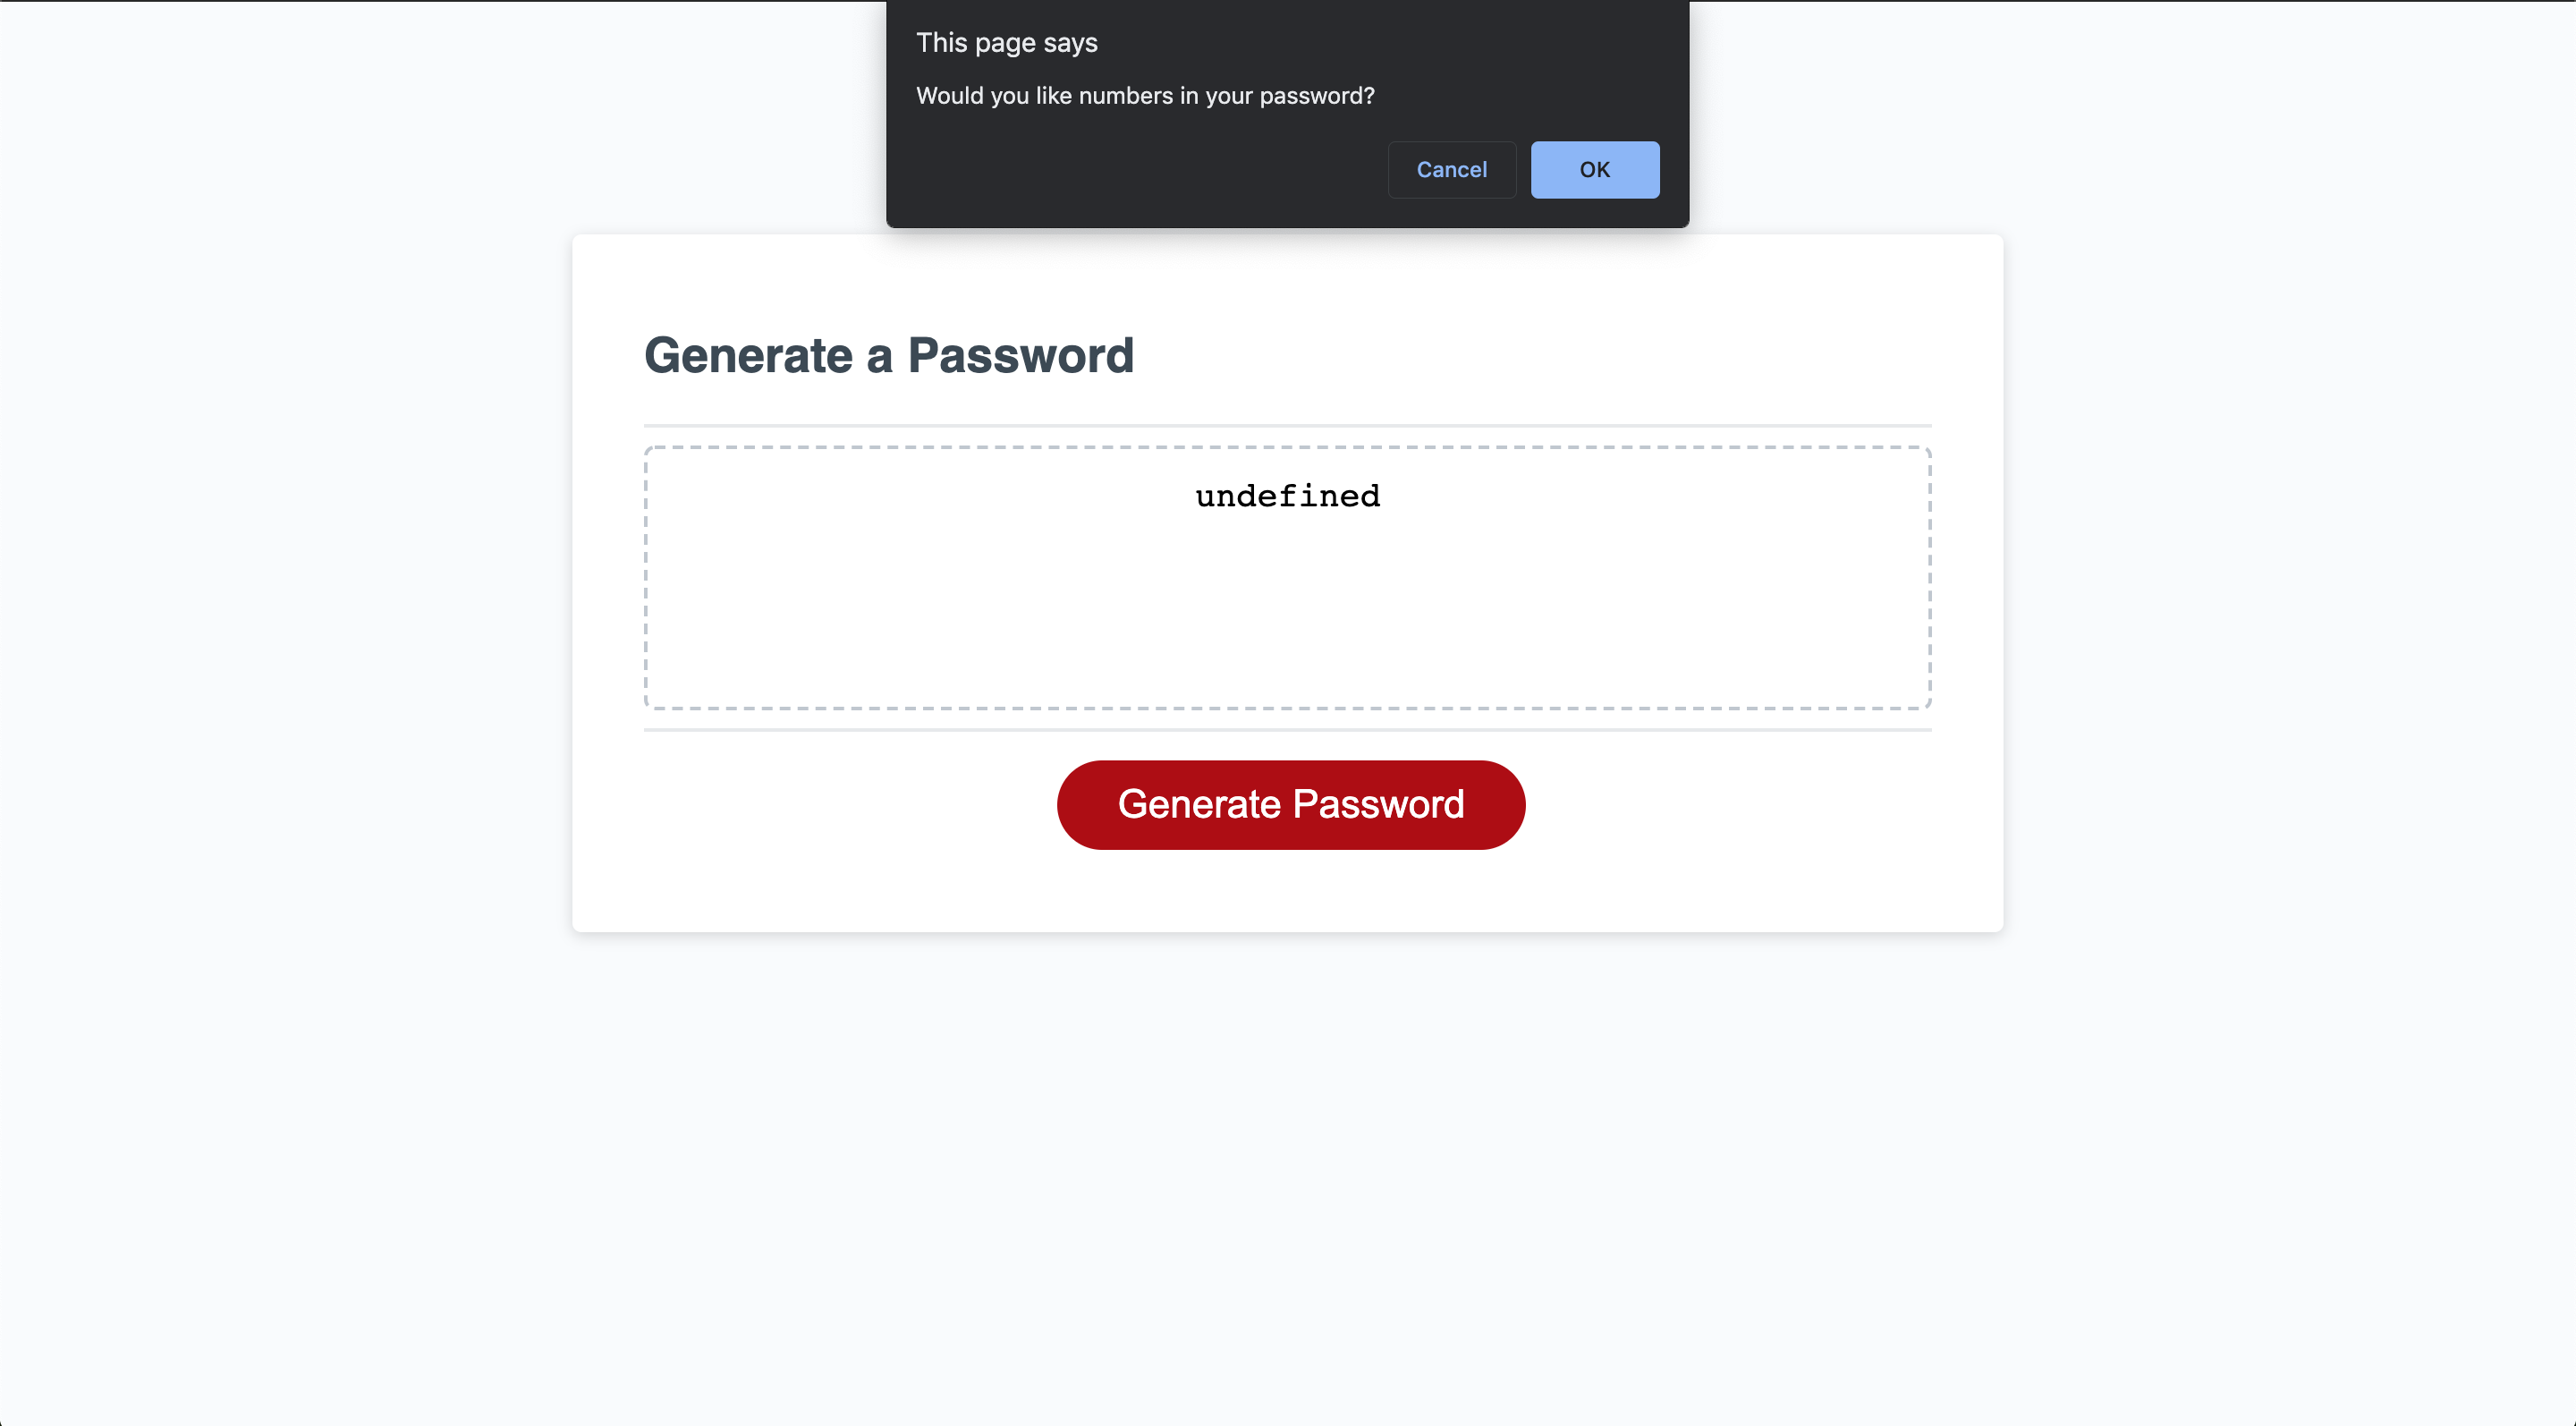 This page says
Would you like numbers in your password?
Cancel OK
Generate a Password
undefined
Generate Password